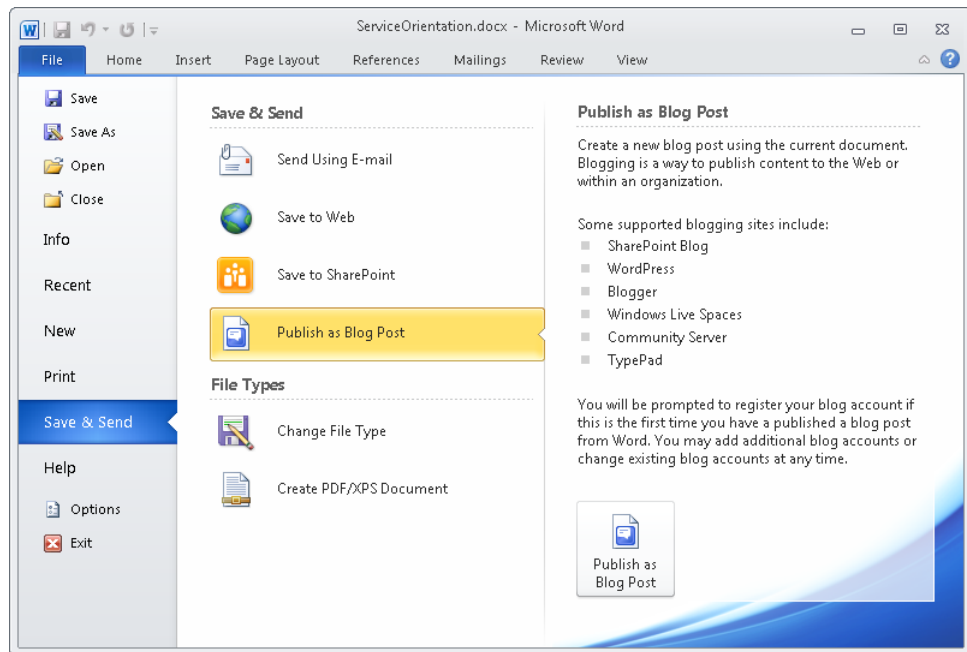 ServiceOrientation.docx - Microsoft Word
File Home Insert Page Layout References Mailings Review View
Save
Save As
Open
Close
Info
Recent
New
Print
Save & Send
Help
Options
Exit
Save & Send
Send Using E-mail
Save to Web
Save to SharePoint
Publish as Blog Post
File Types
Change File Type
Create PDF/XPS Document
Publish as Blog Post
Create a new blog post using the current document.
Blogging is a way to publish content to the Web or
within an organization.
Some supported blogging sites include:
SharePoint Blog
WordPress
Blogger
Windows Live Spaces
Community Server
TypePad
You will be prompted to register your blog account if
this is the first time you have a published a blog post
from Word. You may add additional blog accounts or
change existing blog accounts at any time.
Publish as
Blog Post